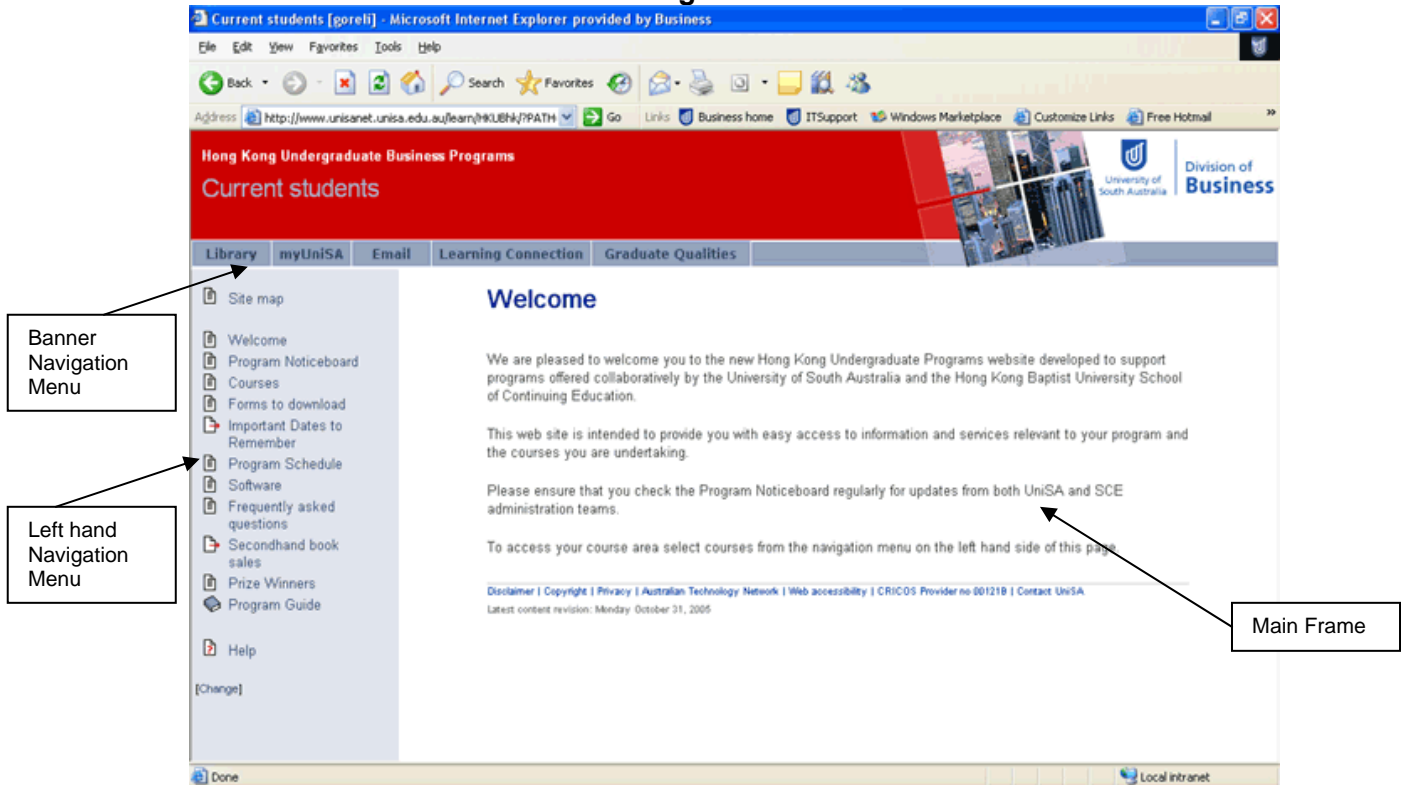 Current students [goreli] - Microsoft Internet Explorer provided by Business
File Edit View Favorites Tools Help
Back Search Favorites
Address http://www.unisanet.unisa.edu.au/learn/HKUBhk/?PATH Go Links Business home ITSupport Windows Marketplace Customize Links Free Hotmail »
Hong Kong Undergraduate Business Programs
Current students
University of
South Australia
Division of
Business
Library myUniSA Email Learning Connection Graduate Qualities
Banner
Navigation
Menu
Left hand
Navigation
Menu
Site map
Welcome
Program Noticeboard
Courses
Forms to download
Important Dates to
Remember
Program Schedule
Software
Frequently asked
questions
Secondhand book
sales
Prize Winners
Program Guide
Help
[Change]
Welcome
We are pleased to welcome you to the new Hong Kong Undergraduate Programs website developed to support
programs offered collaboratively by the University of South Australia and the Hong Kong Baptist University School
of Continuing Education.
This web site is intended to provide you with easy access to information and services relevant to your program and
the courses you are undertaking.
Please ensure that you check the Program Noticeboard regularly for updates from both UniSA and SCE
administration teams.
To access your course area select courses from the navigation menu on the left hand side of this page
Disclaimer | Copyright | Privacy | Australian Technology Network | Web accessibility | CRICOS Provider no 00121B | Contact UniSA
Latest content revision: Monday October 31, 2005
Main Frame
Done Local intranet